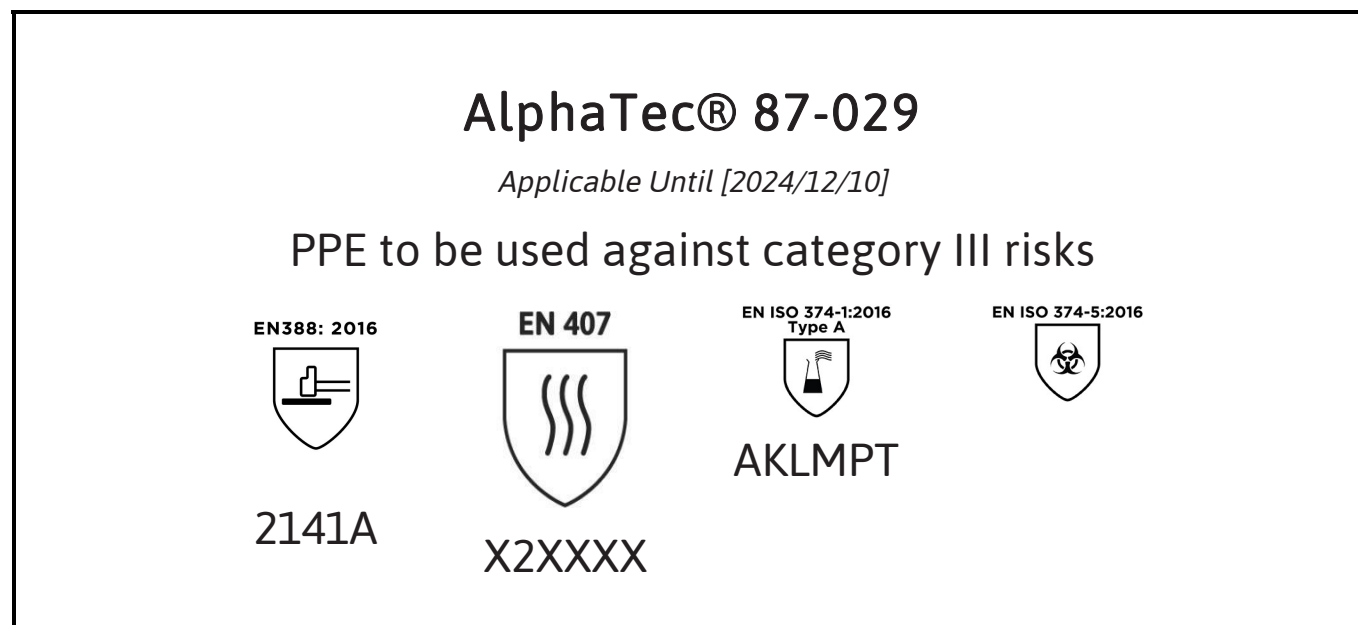 AlphaTec® 87-029
Applicable Until [2024/12/10]
PPE to be used against category III risks
EN388: 2016
2141A
EN 407
X2XXXX
EN ISO 374-1:2016
Type A
AKLMPT
EN ISO 374-5:2016